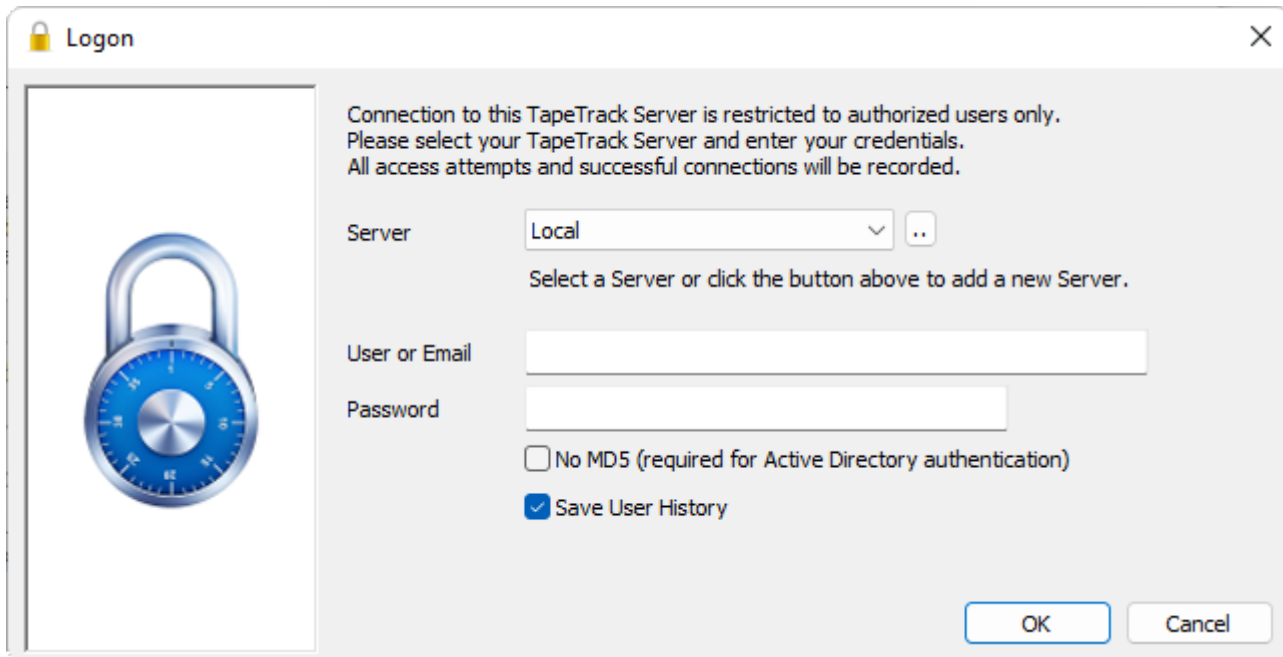 Logon
Connection to this TapeTrack Server is restricted to authorized users only.
Please select your TapeTrack Server and enter your credentials.
All access attempts and successful connections will be recorded.
Server
Local
..
Select a Server or click the button above to add a new Server.
User or Email
Password
No MD5 (required for Active Directory authentication)
Save User History
OK
Cancel